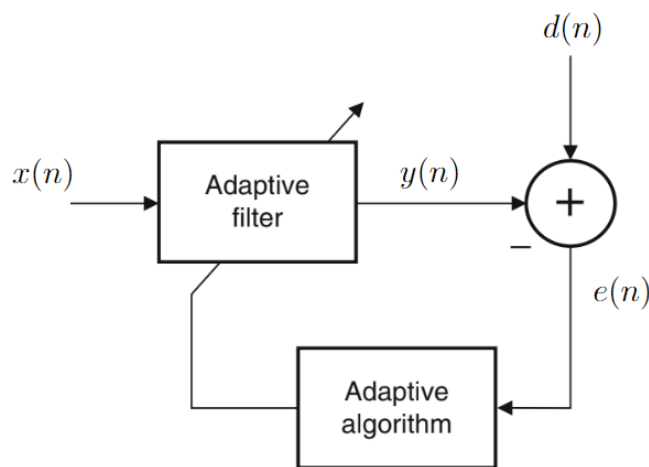 d(n)
x(n)
Adaptive
filter
y(n)
+
−
e(n)
Adaptive
algorithm